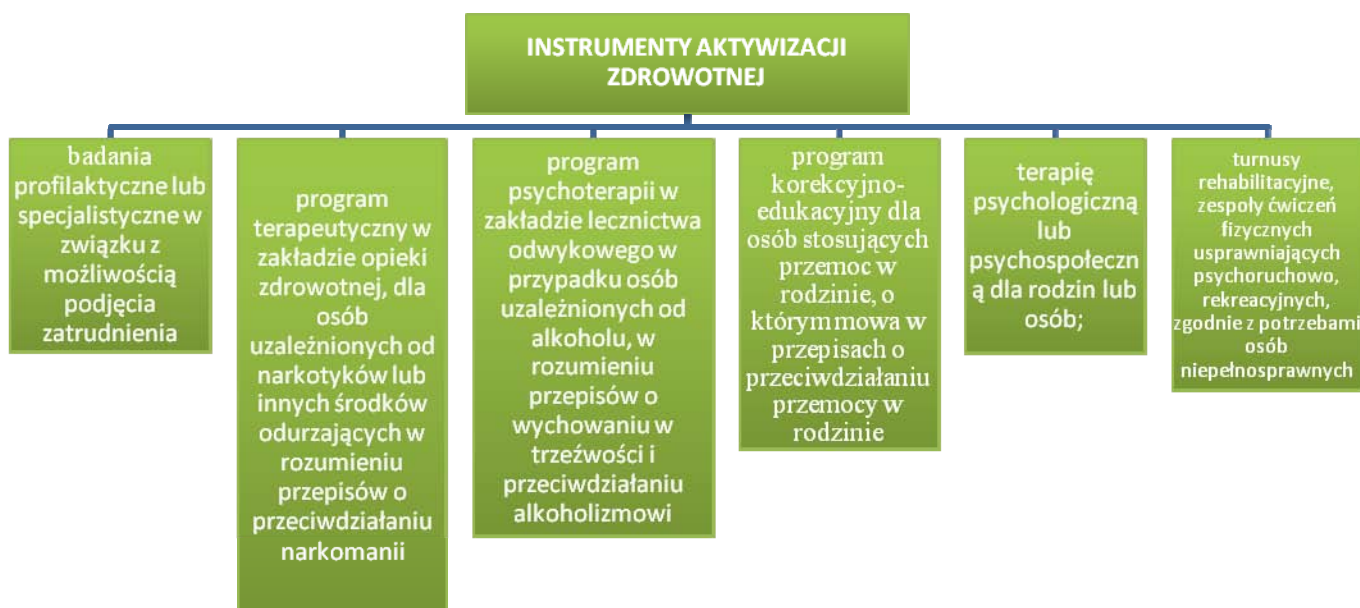 INSTRUMENTY AKTYWIZACJI
ZDROWOTNEJ
badania
profilaktyczne lub
specjalistyczne w
związku z
możliwością
podjęcia
zatrudnienia
program
terapeutyczny w
zakładzie opieki
zdrowotnej, dla
osób
uzależnionych od
narkotyków lub
innych środków
odurzających w
rozumieniu
przepisów o
przeciwdziałaniu
narkomanii
program
psychoterapii w
zakładzie lecznictwa
odwykowego w
przypadku osób
uzależnionych od
alkoholu, w
rozumieniu
przepisów o
wychowaniu w
trzeźwości i
przeciwdziałaniu
alkoholizmowi
program
korekcyjno-
edukacyjny dla
osób stosujących
przemoc w
rodzinie, o
którym mowa w
przepisach o
przeciwdziałaniu
przemocy w
rodzinie
terapię
psychologiczną
lub
psychospołeczn
ą dla rodzin lub
osób;
turnusy
rehabilitacyjne,
zespoły ćwiczeń
fizycznych
usprawniających
psychoruchowo,
rekreacyjnych,
zgodnie z potrzebami
osób
niepełnosprawnych